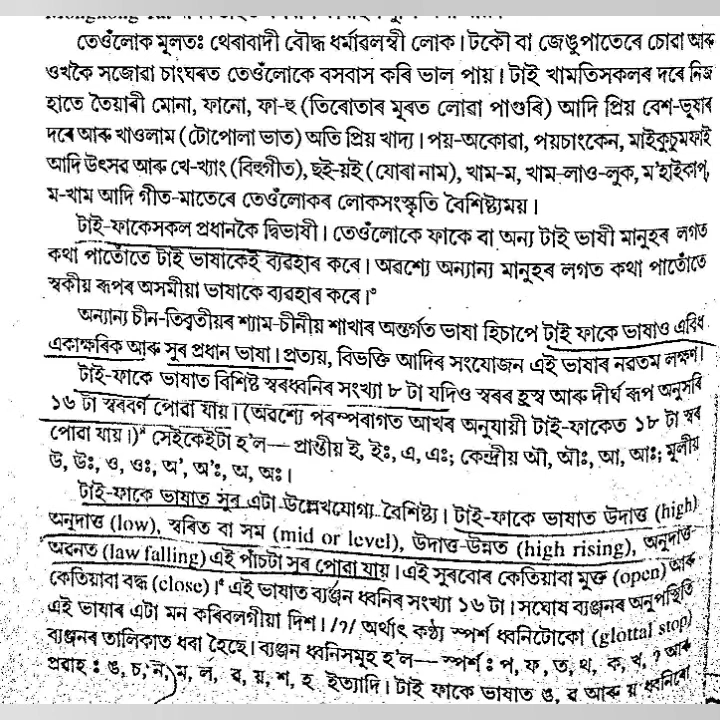 তেওঁলোক মূলতঃ থেৰাবাদী বৌদ্ধ ধৰ্মাৱলম্বী লোক। টকৌ বা জেঙুপাতেৰে চোৱা আৰু
ওখকৈ সজোৱা চাংঘৰত তেওঁলোকে বসবাস কৰি ভাল পায়। টাই খামতিসকলৰ দৰে নিজ
হাতে তৈয়াৰী মোনা, ফানো, ফা-হু (তিৰোতাৰ মূৰত লোৱা পাগুৰি) আদি প্ৰিয় বেশ-ভূষাৰ
দৰে আৰু খাওলাম (টোপোলা ভাত) অতি প্ৰিয় খাদ্য। পয়-অকোৱা, পয়চাংকেন, মাইকুচুমফাই
আদি উৎসৱ আৰু খে-খ্যাং (বিহুগীত), ছই-য়ই (যোৰা নাম), খাম-ম, খাম-লাও-লুক, ম'হাইকাপ্,
ম-খাম আদি গীত-মাতেৰে তেওঁলোকৰ লোকসংস্কৃতি বৈশিষ্ট্যময়।
টাই-ফাকেসকল প্ৰধানকৈ দ্বিভাষী। তেওঁলোকে ফাকে বা অন্য টাই ভাষী মানুহৰ লগত
কথা পাতোঁতে টাই ভাষাকেই ব্যৱহাৰ কৰে। অৱশ্যে অন্যান্য মানুহৰ লগত কথা পাতোঁতে
স্বকীয় ৰূপৰ অসমীয়া ভাষাকে ব্যৱহাৰ কৰে।
অন্যান্য চীন-তিব্বতীয়ৰ শ্যাম-চীনীয় শাখাৰ অন্তৰ্গত ভাষা হিচাপে টাই ফাকে ভাষাও এবিধ
একাক্ষৰিক আৰু সুৰ প্ৰধান ভাষা। প্ৰত্যয়, বিভক্তি আদিৰ সংযোজন এই ভাষাৰ নৱতম লক্ষণ।
টাই-ফাকে ভাষাত বিশিষ্ট স্বৰধ্বনিৰ সংখ্যা ৮ টা যদিও স্বৰৰ হ্ৰস্ব আৰু দীৰ্ঘ ৰূপ অনুসৰি
১৬ টা স্বৰবৰ্ণ পোৱা যায়। (অৱশ্যে পৰম্পৰাগত আখৰ অনুযায়ী টাই-ফাকেত ১৮ টা স্বৰ
পোৱা যায়।) সেইকেইটা হ'ল— প্ৰান্তীয় ই, ইঃ, এ, এঃ; কেন্দ্ৰীয় ঔ, ঔঃ, আ, আঃ; মূলীয়
উ, উঃ, ও, ওঃ, অ', অ'ঃ, অ, অঃ।
টাই-ফাকে ভাষাত সুৰ এটা উল্লেখযোগ্য বৈশিষ্ট্য। টাই-ফাকে ভাষাত উদাত্ত (high)
অনুদাত্ত (low), স্বৰিত বা সম (mid or level), উদাত্ত-উন্নত (high rising), অনুদাত্ত-
অৱনত (law falling) এই পাঁচটা সুৰ পোৱা যায়। এই সুৰবোৰ কেতিয়াবা মুক্ত (open) আৰু
কেতিয়াবা বদ্ধ (close)। এই ভাষাত ব্যঞ্জন ধ্বনিৰ সংখ্যা ১৬ টা। সঘোষ ব্যঞ্জনৰ অনুপস্থিতি
এই ভাষাৰ এটা মন কৰিবলগীয়া দিশ। /?/ অৰ্থাৎ কণ্ঠ্য স্পৰ্শ ধ্বনিটোকো (glottal stop)
ব্যঞ্জনৰ তালিকাত ধৰা হৈছে। ব্যঞ্জন ধ্বনিসমূহ হ'ল— স্পৰ্শ : প, ফ, ত, থ, ক, খ, ? আৰু
প্ৰৱাহ : ঙ, চ, ন, ম, ল, ৱ, য়, শ, হ ইত্যাদি। টাই ফাকে ভাষাত ঙ, ৱ আৰু য় ধ্বনিৰো